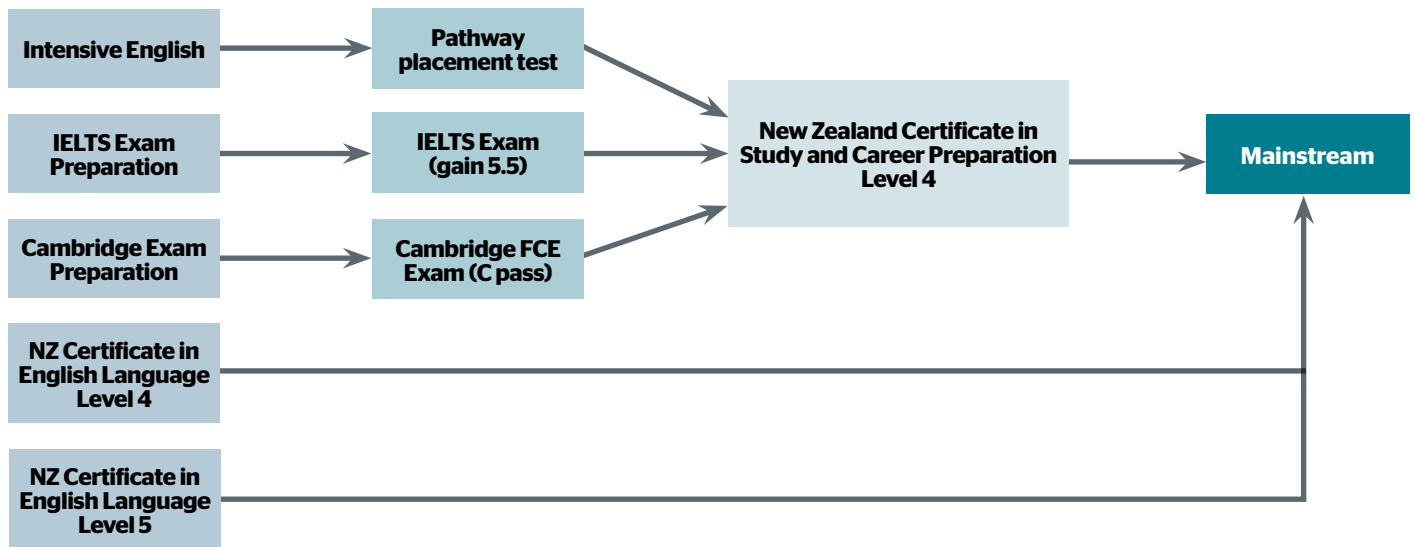 Intensive English
Pathway
placement test
IELTS Exam
Preparation
IELTS Exam
(gain 5.5)
New Zealand Certificate in
Study and Career Preparation
Level 4
Mainstream
Cambridge Exam
Preparation
Cambridge FCE
Exam (C pass)
NZ Certificate in
English Language
Level 4
NZ Certificate in
English Language
Level 5